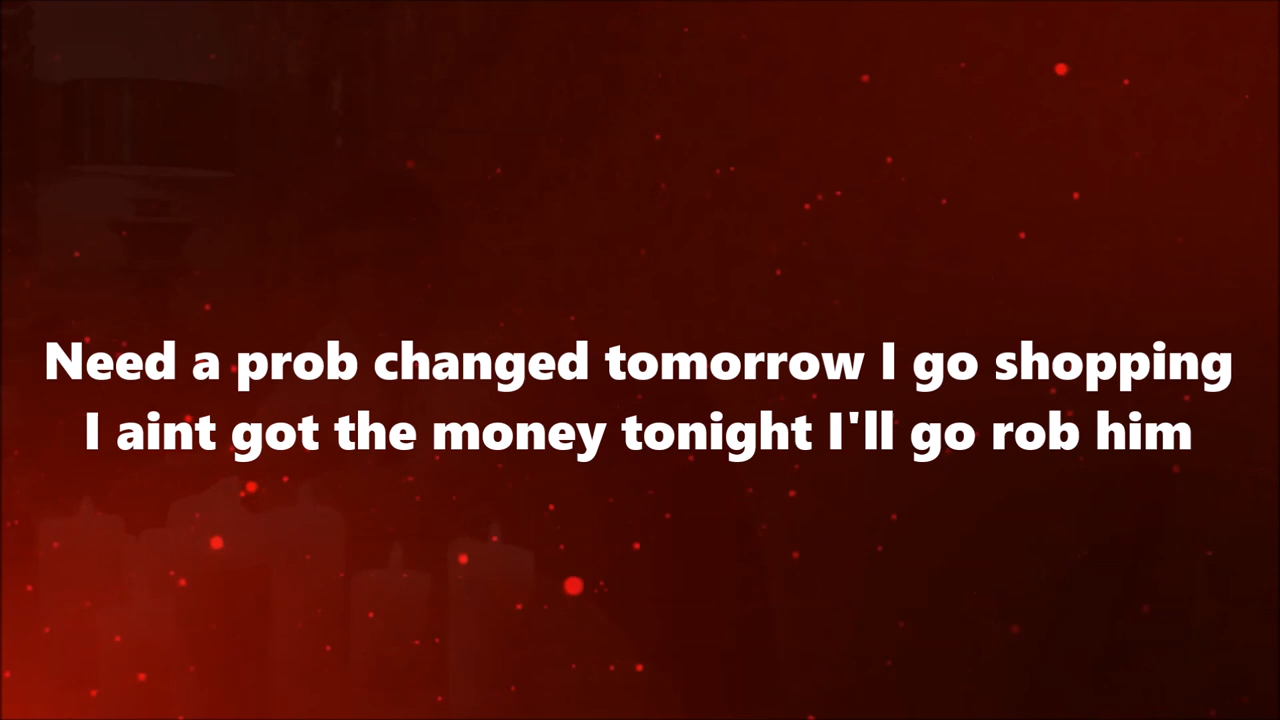 Need a prob changed tomorrow I go shopping
I aint got the money tonight I'll go rob him